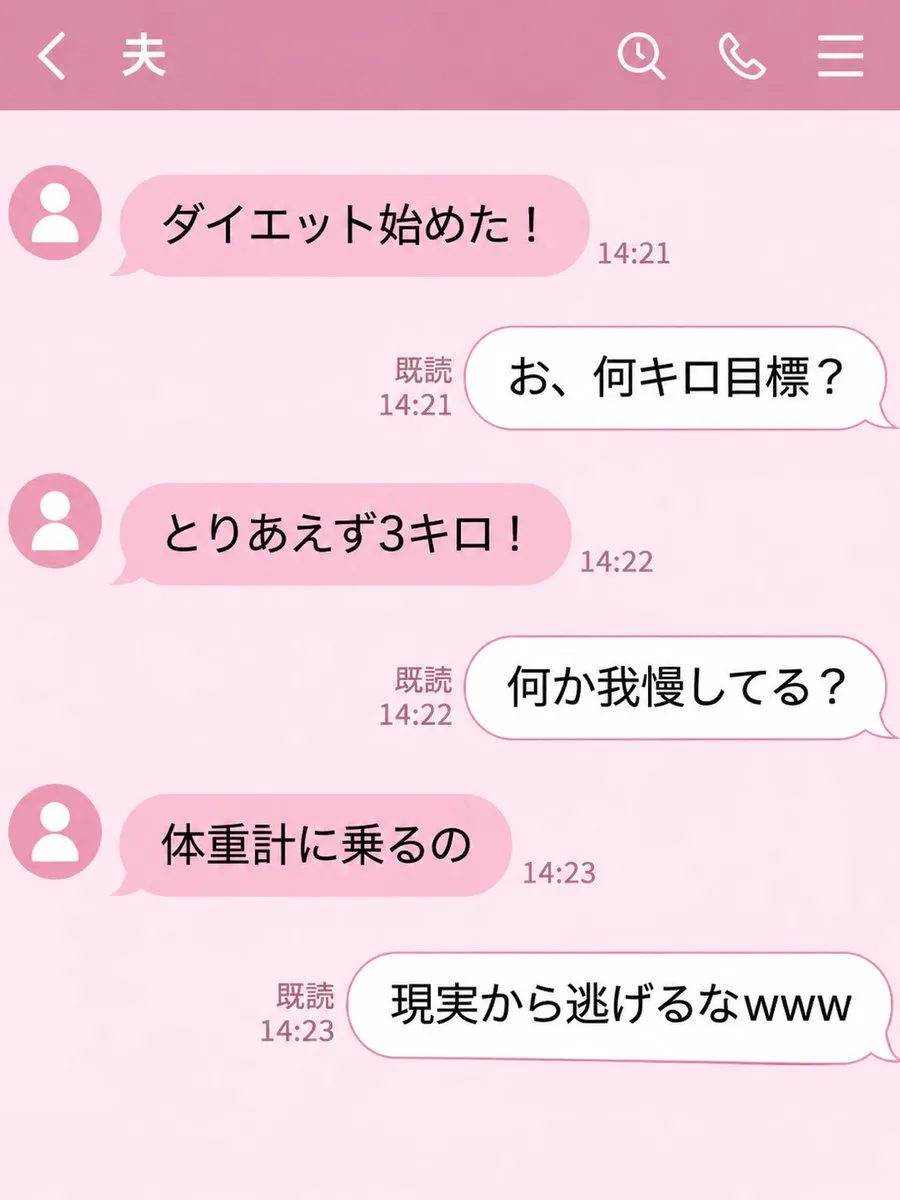 夫
ダイエット始めた！
14:21
お、何キロ目標？
既読
14:21
とりあえず3キロ！
14:22
何か我慢してる？
既読
14:22
体重計に乗るの
14:23
現実から逃げるなwww
既読
14:23